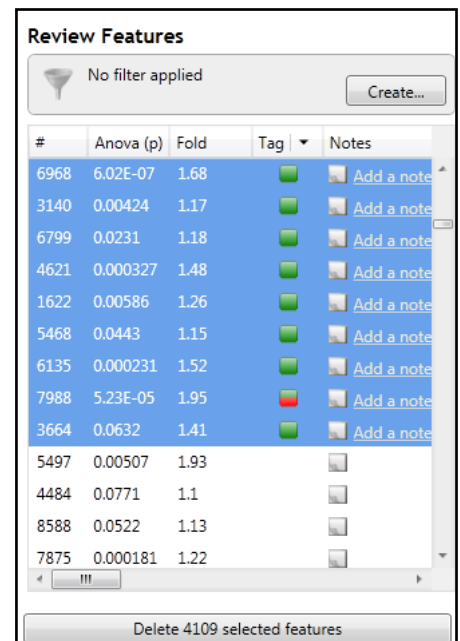 Review Features
No filter applied
Create...
# Anova (p) Fold Tag Notes
6968 6.02E-07 1.68 Add a note
3140 0.00424 1.17 Add a note
6799 0.0231 1.18 Add a note
4621 0.000327 1.48 Add a note
1622 0.00586 1.26 Add a note
5468 0.0443 1.15 Add a note
6135 0.000231 1.52 Add a note
7988 5.23E-05 1.95 Add a note
3664 0.0632 1.41 Add a note
5497 0.00507 1.93
4484 0.0771 1.1
8588 0.0522 1.13
7875 0.000181 1.22
Delete 4109 selected features